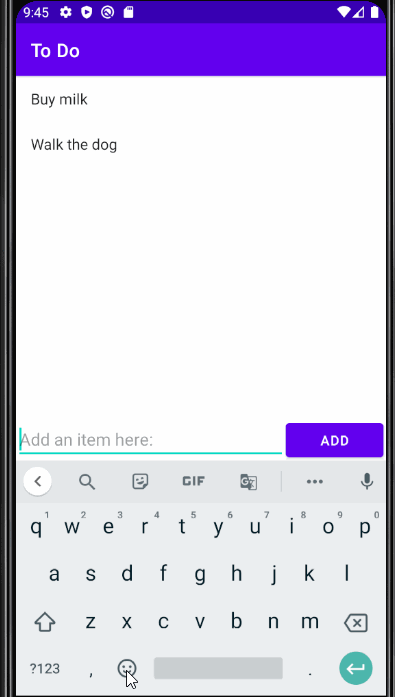 9:45
To Do
Buy milk
Walk the dog
Add an item here:
ADD
GIF
1 2 3 4 5 6 7 8 9 0
q w e r t y u i o p
a s d f g h j k l
z x c v b n m
?123 , .